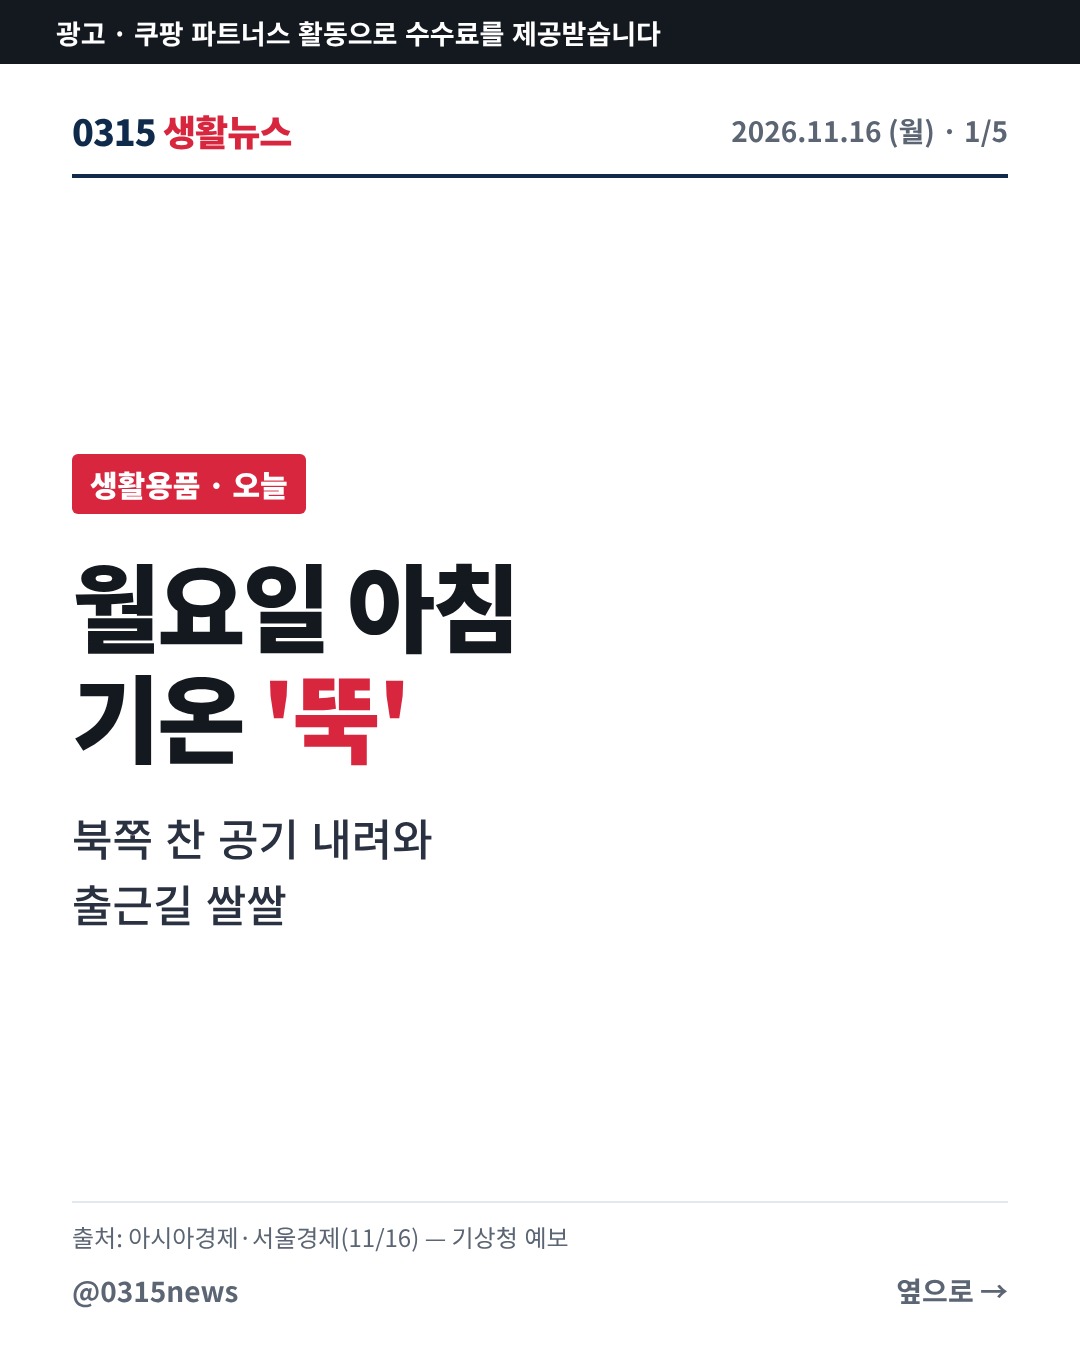 광고 · 쿠팡 파트너스 활동으로 수수료를 제공받습니다
0315 생활뉴스
2026.11.16 (월) · 1/5
생활용품 · 오늘
월요일 아침
기온 '뚝'
북쪽 찬 공기 내려와
출근길 쌀쌀
출처: 아시아경제·서울경제(11/16) — 기상청 예보
@0315news
옆으로 →